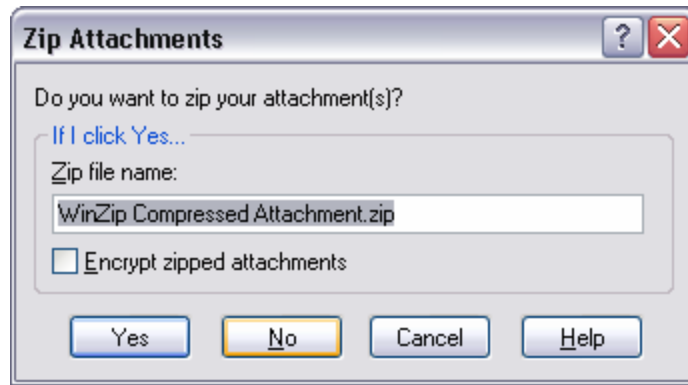 Zip Attachments
Do you want to zip your attachment(s)?
If I click Yes...
Zip file name:
WinZip Compressed Attachment.zip
Encrypt zipped attachments
Yes No Cancel Help